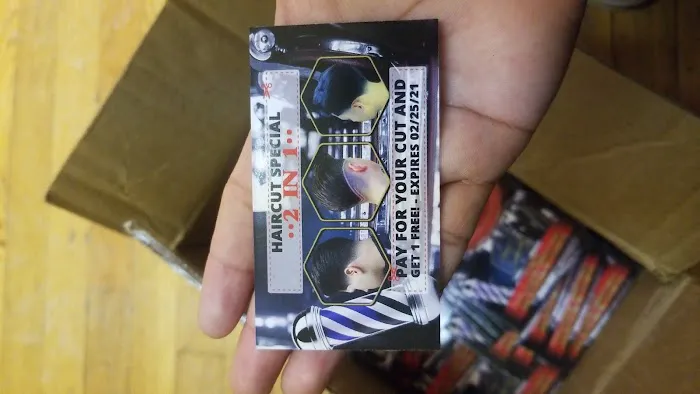 HAIRCUT SPECIAL
••2 IN 1••
PAY FOR YOUR CUT AND
GET 1 FREE! - EXPIRES 02/25/21